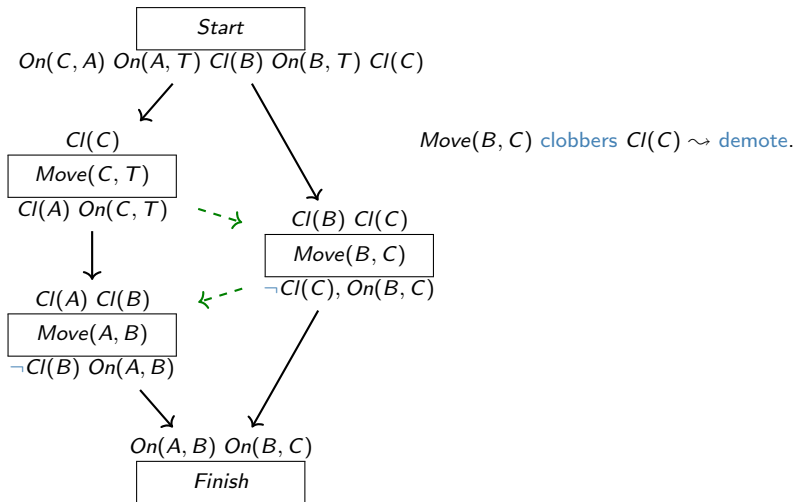 Start
On(C, A) On(A, T) Cl(B) On(B, T) Cl(C)
Cl(C)
Move(C, T)
Cl(A) On(C, T)
Move(B, C) clobbers Cl(C) ⇝ demote.
Cl(B) Cl(C)
Move(B, C)
¬Cl(C), On(B, C)
Cl(A) Cl(B)
Move(A, B)
¬Cl(B) On(A, B)
On(A, B) On(B, C)
Finish